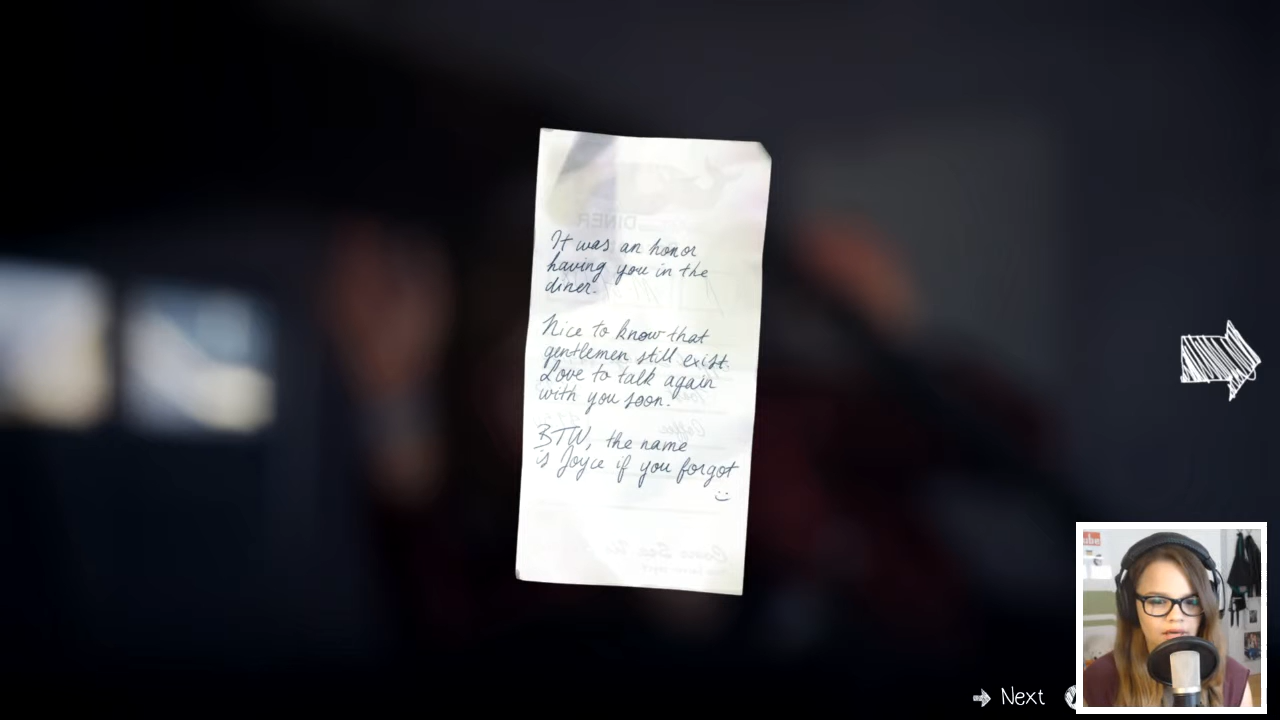 DINER
It was an honor
having you in the
diner.
Nice to know that
gentlemen still exist.
Love to talk again
with you soon.
BTW, the name
is Joyce if you forgot
:)
Coffee
Next